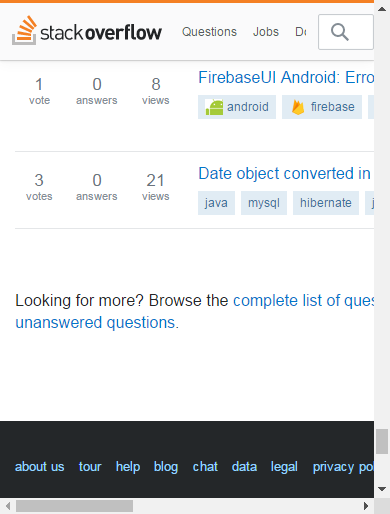 stackoverflow Questions Jobs
1 0 8 FirebaseUI Android: Erro
vote answers views android firebase
3 0 21 Date object converted in
votes answers views java mysql hibernate
Looking for more? Browse the complete list of ques
unanswered questions.
about us tour help blog chat data legal privacy po